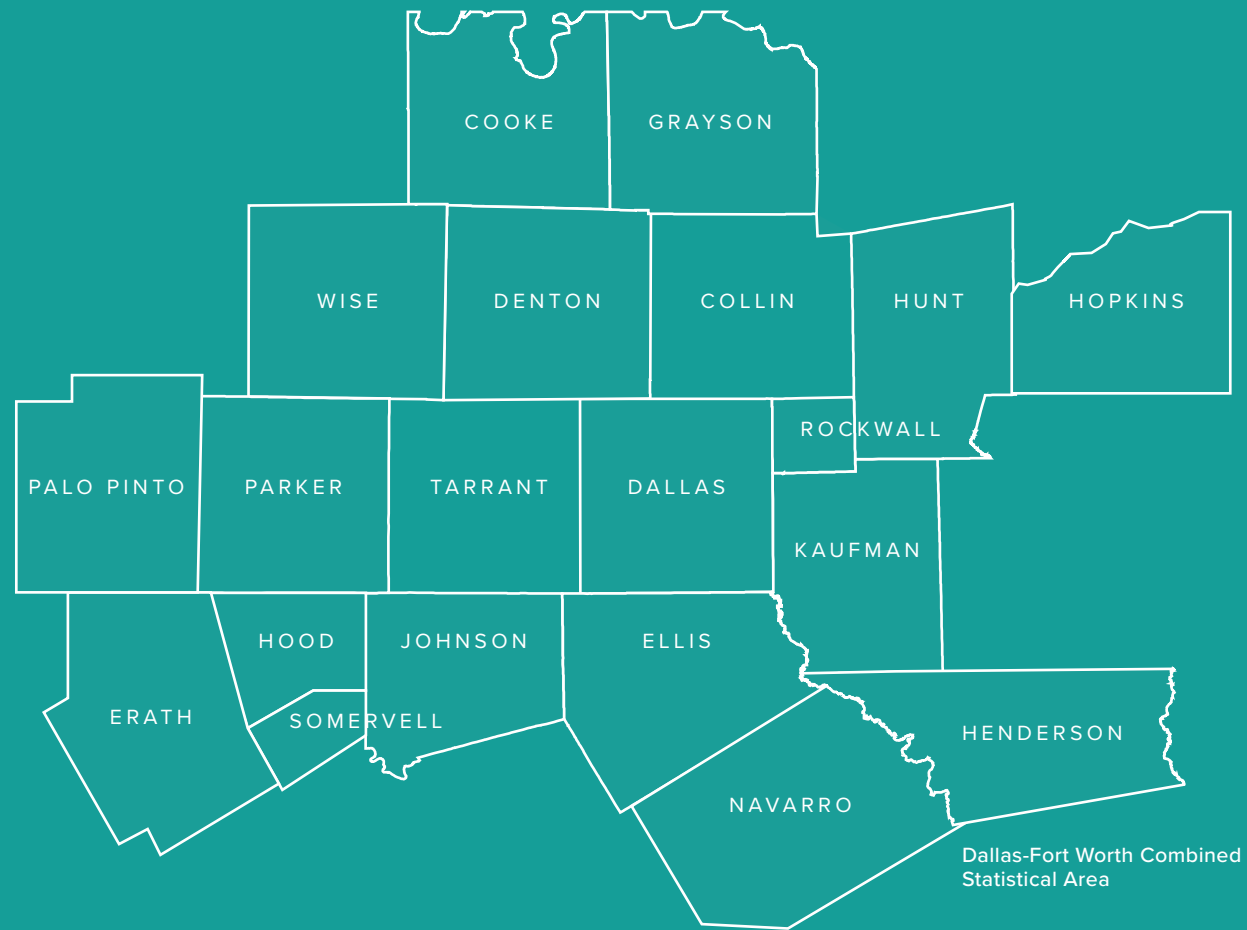 COOKE
GRAYSON
WISE
DENTON
COLLIN
HUNT
HOPKINS
ROCKWALL
PALO PINTO
PARKER
TARRANT
DALLAS
KAUFMAN
HOOD
JOHNSON
ELLIS
ERATH
SOMERVELL
HENDERSON
NAVARRO
Dallas-Fort Worth Combined
Statistical Area